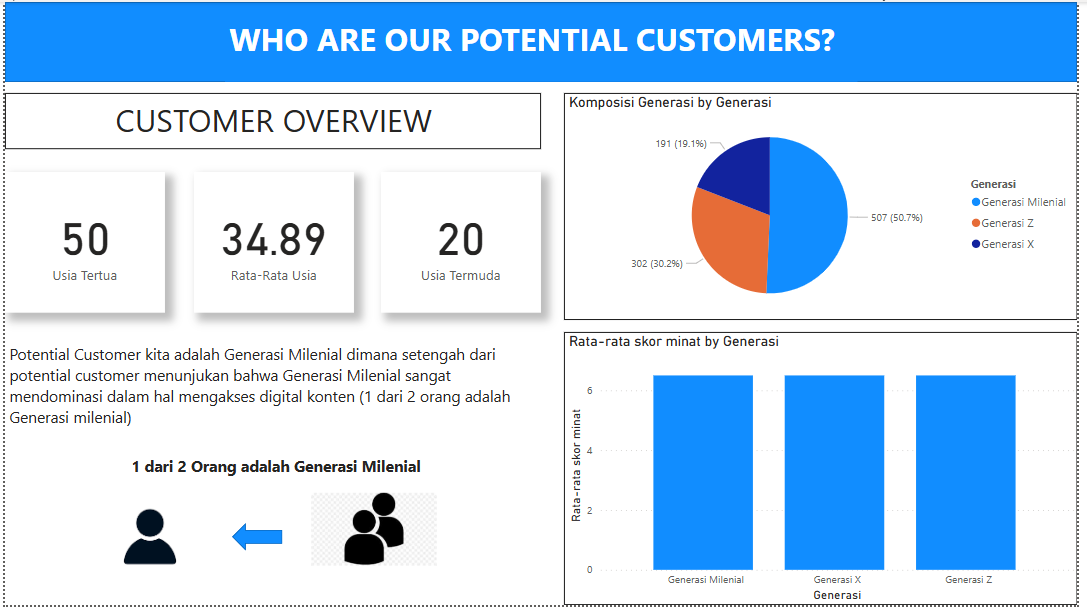 WHO ARE OUR POTENTIAL CUSTOMERS?
CUSTOMER OVERVIEW
50
Usia Tertua
34.89
Rata-Rata Usia
20
Usia Termuda
Potential Customer kita adalah Generasi Milenial dimana setengah dari
potential customer menunjukan bahwa Generasi Milenial sangat
mendominasi dalam hal mengakses digital konten (1 dari 2 orang adalah
Generasi milenial)
1 dari 2 Orang adalah Generasi Milenial
Komposisi Generasi by Generasi
191 (19.1%)
507 (50.7%)
302 (30.2%)
Generasi
Generasi Milenial
Generasi Z
Generasi X
Rata-rata skor minat by Generasi
Rata-rata skor minat
6
4
2
0
Generasi Milenial
Generasi X
Generasi Z
Generasi